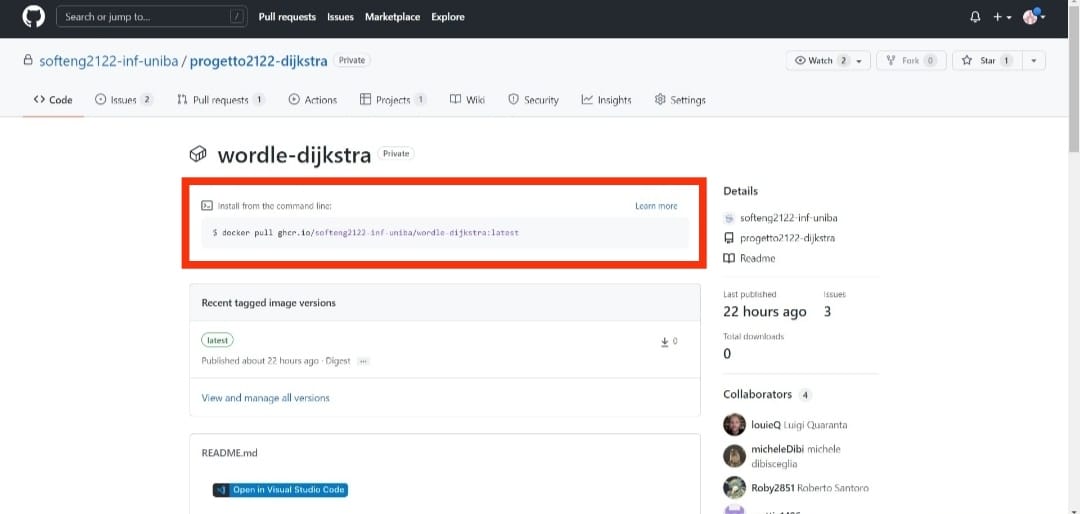 Search or jump to... /
Pull requests Issues Marketplace Explore
softeng2122-inf-uniba / progetto2122-dijkstra Private
Watch 2 Fork 0 Star 1
Code Issues 2 Pull requests 1 Actions Projects 1 Wiki Security Insights Settings
wordle-dijkstra Private
Install from the command line: Learn more
$ docker pull ghcr.io/softeng2122-inf-uniba/wordle-dijkstra:latest
Recent tagged image versions
latest
0
Published about 22 hours ago · Digest ...
View and manage all versions
README.md
Open in Visual Studio Code
Details
softeng2122-inf-uniba
progetto2122-dijkstra
Readme
Last published Issues
22 hours ago 3
Total downloads
0
Collaborators 4
louieQ Luigi Quaranta
micheleDibi michele
dibisceglia
Roby2851 Roberto Santoro